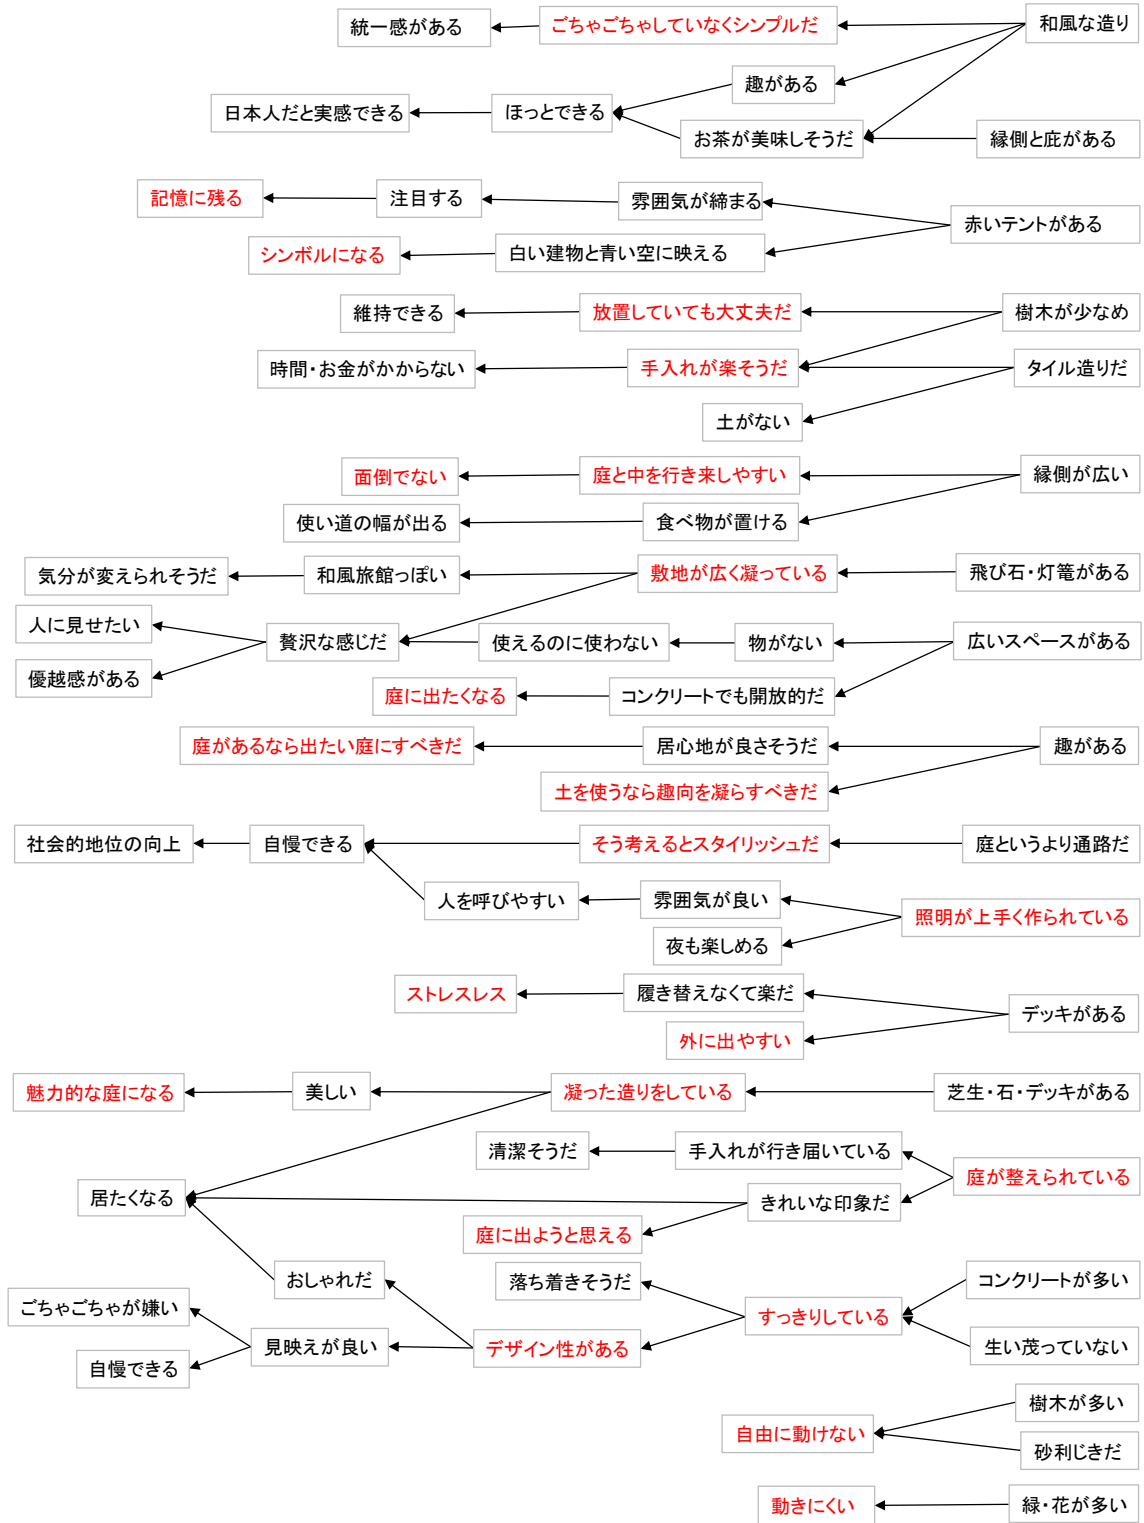 統一感がある
ごちゃごちゃしていなくシンプルだ
和風な造り
趣がある
日本人だと実感できる
ほっとできる
お茶が美味しそうだ
縁側と庇がある
記憶に残る
注目する
雰囲気が締まる
赤いテントがある
シンボルになる
白い建物と青い空に映える
維持できる
放置していても大丈夫だ
樹木が少なめ
時間・お金がかからない
手入れが楽そうだ
タイル造りだ
土がない
面倒でない
庭と中を行き来しやすい
縁側が広い
使い道の幅が出る
食べ物が置ける
気分が変えられそうだ
和風旅館っぽい
敷地が広く凝っている
飛び石・灯篭がある
人に見せたい
贅沢な感じだ
使えるのに使わない
物がない
広いスペースがある
優越感がある
庭に出たくなる
コンクリートでも開放的だ
庭があるなら出たい庭にすべきだ
居心地が良さそうだ
趣がある
土を使うなら趣向を凝らすべきだ
社会的地位の向上
自慢できる
そう考えるとスタイリッシュだ
庭というより通路だ
人を呼びやすい
雰囲気が良い
照明が上手く作られている
夜も楽しめる
ストレスレス
履き替えなくて楽だ
デッキがある
外に出やすい
魅力的な庭になる
美しい
凝った造りをしている
芝生・石・デッキがある
清潔そうだ
手入れが行き届いている
庭が整えられている
居たくなる
きれいな印象だ
庭に出ようと思える
おしゃれだ
落ち着きそうだ
コンクリートが多い
ごちゃごちゃが嫌い
すっきりしている
見映えが良い
デザイン性がある
生い茂っていない
自慢できる
樹木が多い
自由に動けない
砂利じきだ
動きにくい
緑・花が多い